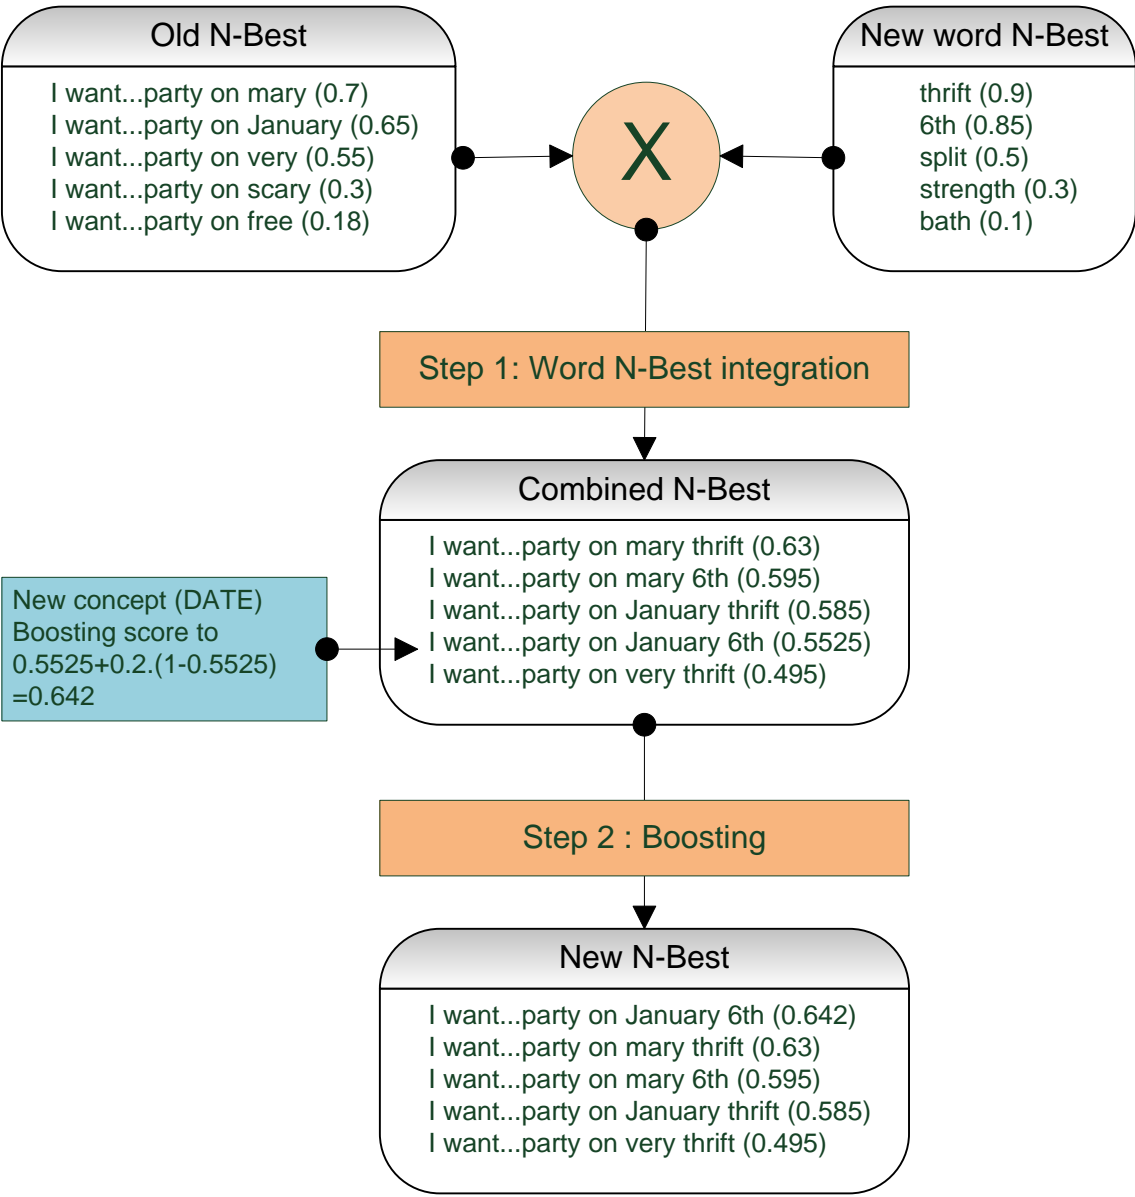 Old N-Best
I want...party on mary (0.7)
I want...party on January (0.65)
I want...party on very (0.55)
I want...party on scary (0.3)
I want...party on free (0.18)
X
New word N-Best
thrift (0.9)
6th (0.85)
split (0.5)
strength (0.3)
bath (0.1)
Step 1: Word N-Best integration
Combined N-Best
I want...party on mary thrift (0.63)
I want...party on mary 6th (0.595)
I want...party on January thrift (0.585)
I want...party on January 6th (0.5525)
I want...party on very thrift (0.495)
New concept (DATE)
Boosting score to
0.5525+0.2.(1-0.5525)
=0.642
Step 2 : Boosting
New N-Best
I want...party on January 6th (0.642)
I want...party on mary thrift (0.63)
I want...party on mary 6th (0.595)
I want...party on January thrift (0.585)
I want...party on very thrift (0.495)